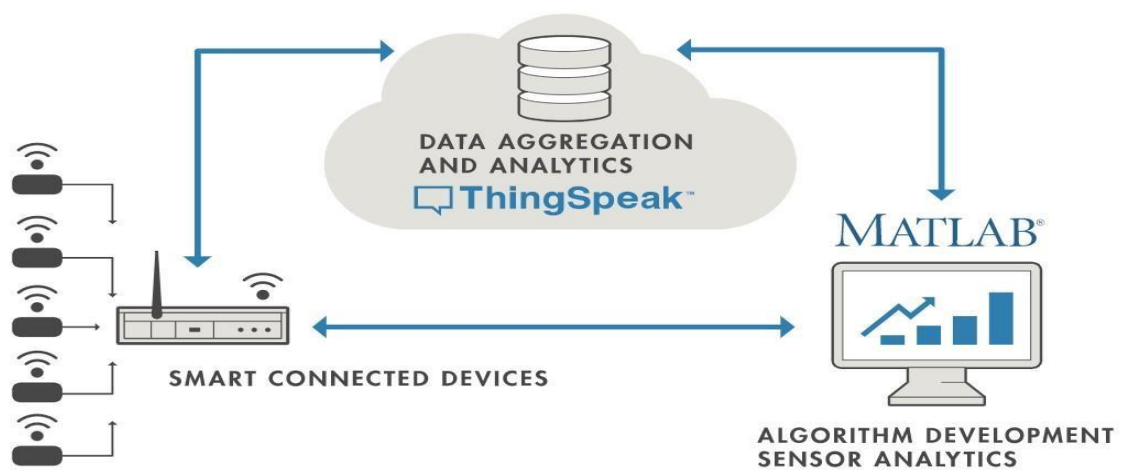 DATA AGGREGATION
AND ANALYTICS
ThingSpeak™
MATLAB®
SMART CONNECTED DEVICES
ALGORITHM DEVELOPMENT
SENSOR ANALYTICS